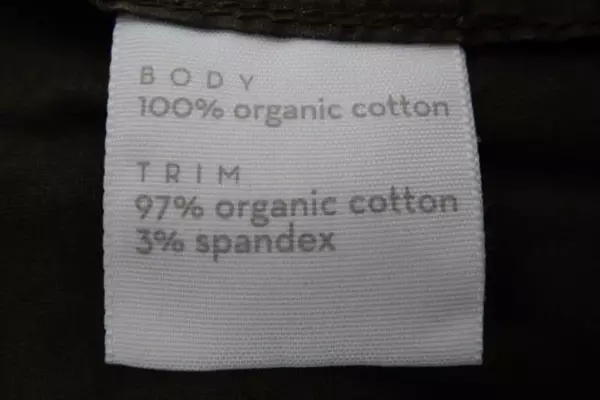 BODY
100% organic cotton
TRIM
97% organic cotton
3% spandex